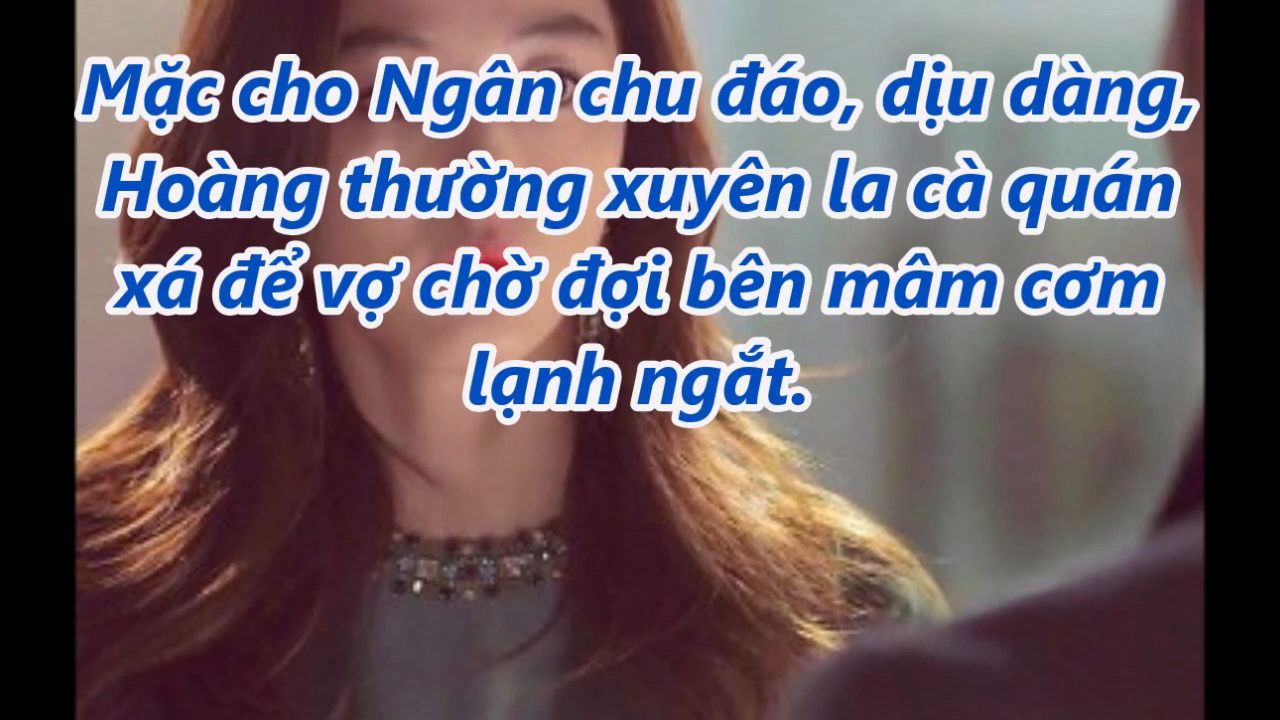 Mặc cho Ngân chu đáo, dịu dàng,
Hoàng thường xuyên la cà quán
xá để vợ chờ đợi bên mâm cơm
lạnh ngắt.